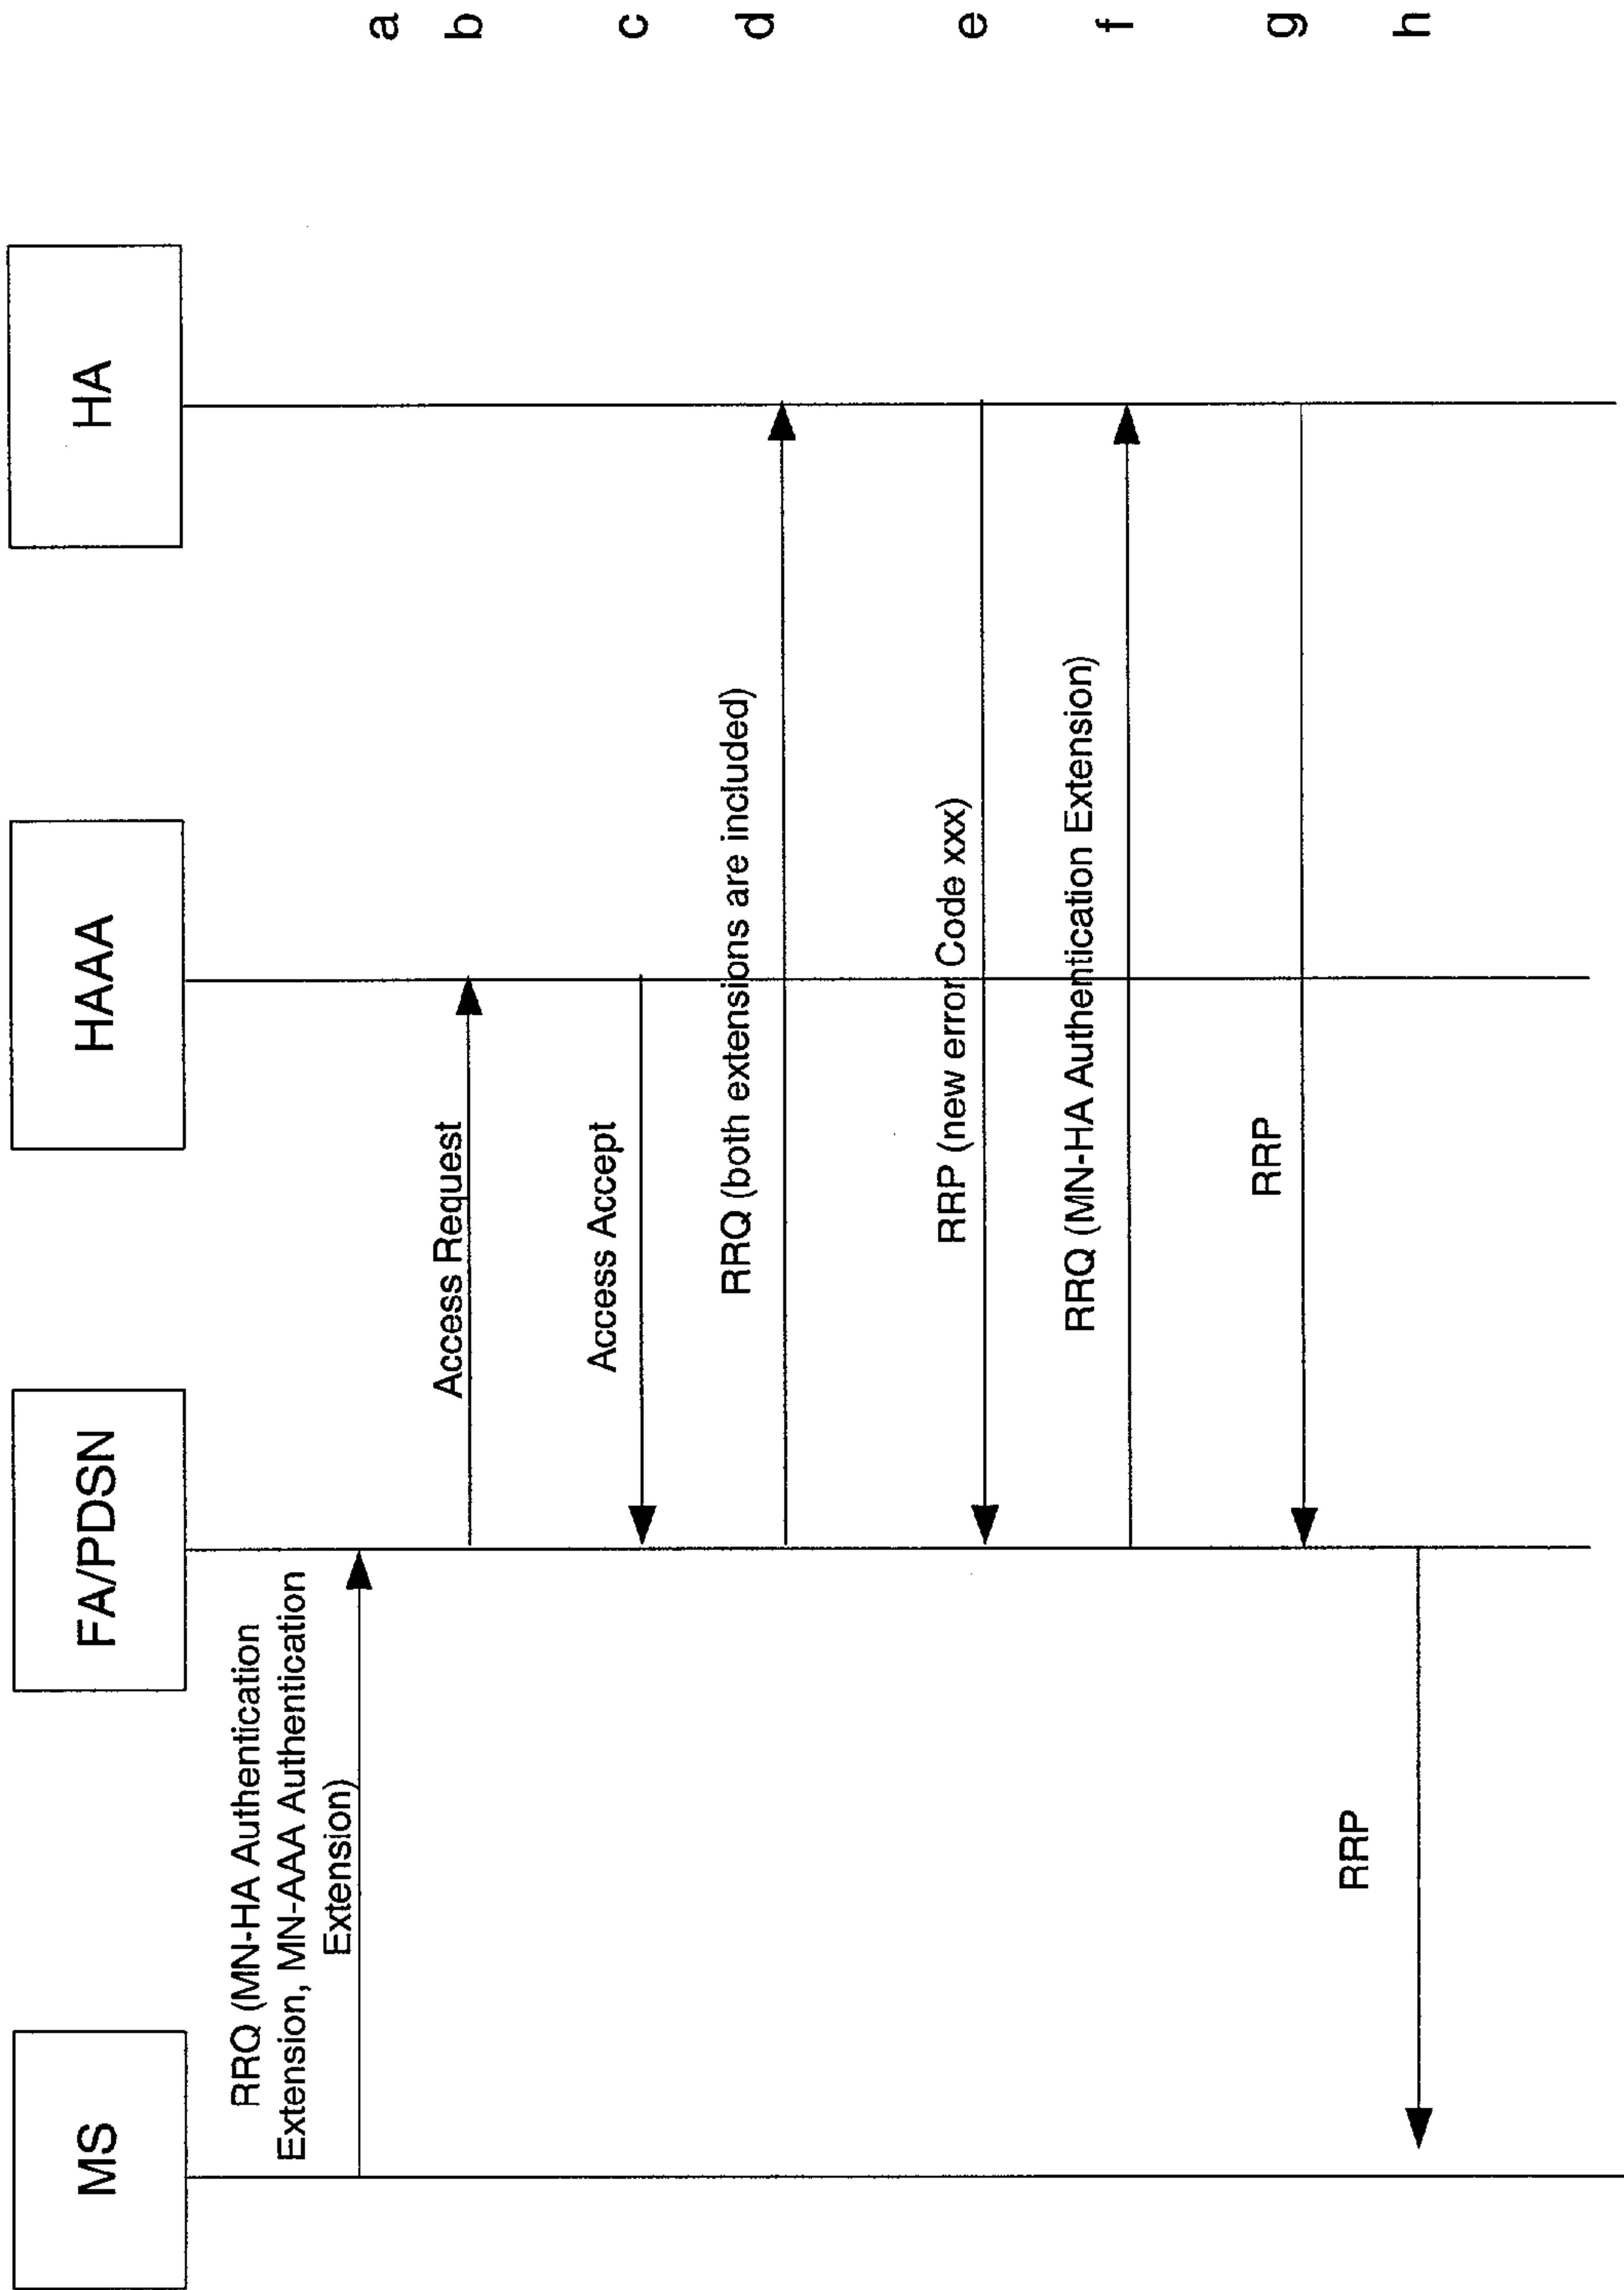 MS
FA/PDSN
HAAA
HA
RRQ (MN-HA Authentication
Extension, MN-AAA Authentication
Extension)
a
Access Request
b
Access Accept
c
RRQ (both extensions are included)
d
RRP (new error Code xxx)
e
RRQ (MN-HA Authentication Extension)
f
RRP
g
RRP
h